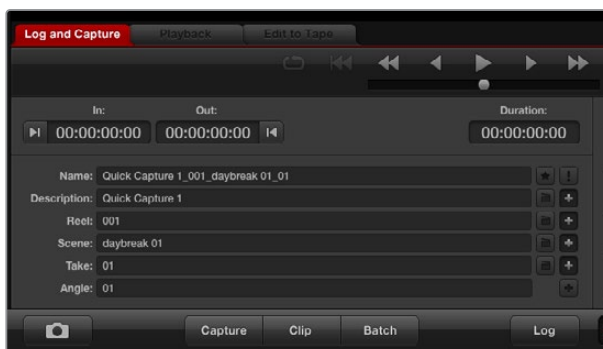 Log and Capture Playback Edit to Tape
In: Out: Duration:
00:00:00:00 00:00:00:00 00:00:00:00
Name: Quick Capture 1_001_daybreak 01_01
Description: Quick Capture 1
Reel: 001
Scene: daybreak 01
Take: 01
Angle: 01
Capture Clip Batch Log